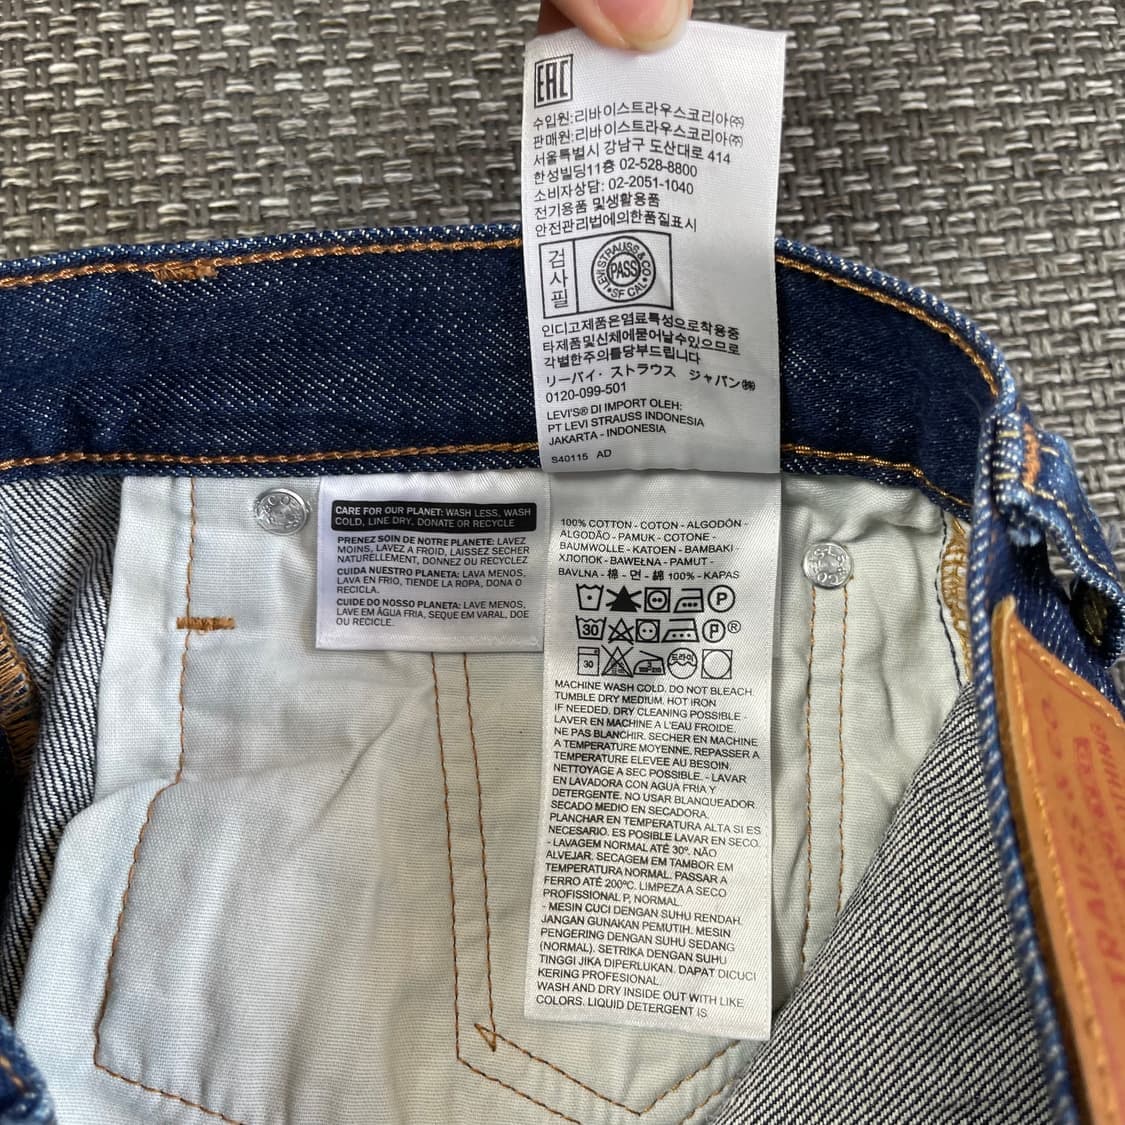 EAC
수입원:리바이스트라우스코리아㈜
판매원:리바이스트라우스코리아㈜
서울특별시 강남구 도산대로 414
한성빌딩11층 02-528-8800
소비자상담: 02-2051-1040
전기용품 및생활용품
안전관리법에의한품질표시
검사필
LEVI STRAUSS & CO
PASS
SF CAL
인디고제품은염료특성으로착용중
타제품및신체에묻어날수있으므로
각별한주의를당부드립니다
リーバイ・ストラウス ジャパン㈱
0120-099-501
LEVI'S® DI IMPORT OLEH:
PT LEVI STRAUSS INDONESIA
JAKARTA - INDONESIA
S40115 AD
CARE FOR OUR PLANET: WASH LESS, WASH
COLD, LINE DRY, DONATE OR RECYCLE
PRENEZ SOIN DE NOTRE PLANETE: LAVEZ
MOINS, LAVEZ A FROID, LAISSEZ SECHER
NATURELLEMENT, DONNEZ OU RECYCLEZ
CUIDA NUESTRO PLANETA: LAVA MENOS,
LAVA EN FRIO, TIENDE LA ROPA, DONA O
RECICLA.
CUIDE DO NOSSO PLANETA: LAVE MENOS,
LAVE EM ÁGUA FRIA, SEQUE EM VARAL, DOE
OU RECICLE.
100% COTTON - COTON - ALGODÓN -
ALGODÃO - PAMUK - COTONE -
BAUMWOLLE - KATOEN - BAMBAKI -
ХЛОПОК - BAWEŁNA - PAMUT -
BAVLNA - 棉 - 면 - 綿 100% - KAPAS
P
30 P®
30 3 드라이
MACHINE WASH COLD. DO NOT BLEACH.
TUMBLE DRY MEDIUM. HOT IRON
IF NEEDED. DRY CLEANING POSSIBLE -
LAVER EN MACHINE A L'EAU FROIDE.
NE PAS BLANCHIR. SECHER EN MACHINE
A TEMPERATURE MOYENNE. REPASSER A
TEMPERATURE ELEVEE AU BESOIN.
NETTOYAGE A SEC POSSIBLE. - LAVAR
EN LAVADORA CON AGUA FRIA Y
DETERGENTE. NO USAR BLANQUEADOR.
SECADO MEDIO EN SECADORA.
PLANCHAR EN TEMPERATURA ALTA SI ES
NECESARIO. ES POSIBLE LAVAR EN SECO.
- LAVAGEM NORMAL ATÉ 30º. NÃO
ALVEJAR. SECAGEM EM TAMBOR EM
TEMPERATURA NORMAL. PASSAR A
FERRO ATÉ 200ºC. LIMPEZA A SECO
PROFISSIONAL P, NORMAL
- MESIN CUCI DENGAN SUHU RENDAH.
JANGAN GUNAKAN PEMUTIH. MESIN
PENGERING DENGAN SUHU SEDANG
(NORMAL). SETRIKA DENGAN SUHU
TINGGI JIKA DIPERLUKAN. DAPAT DICUCI
KERING PROFESIONAL.
WASH AND DRY INSIDE OUT WITH LIKE
COLORS. LIQUID DETERGENT IS